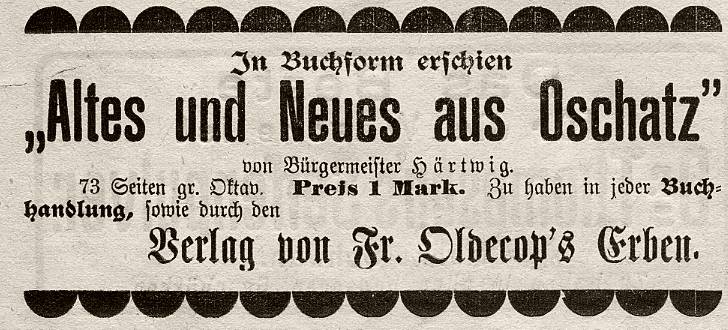 In Buchform erschien
„Altes und Neues aus Oschatz”
von Bürgermeister Härtwig.
73 Seiten gr. Oktav. Preis 1 Mark. Zu haben in jeder Buch-
handlung, sowie durch den
Verlag von Fr. Oldecop's Erben.